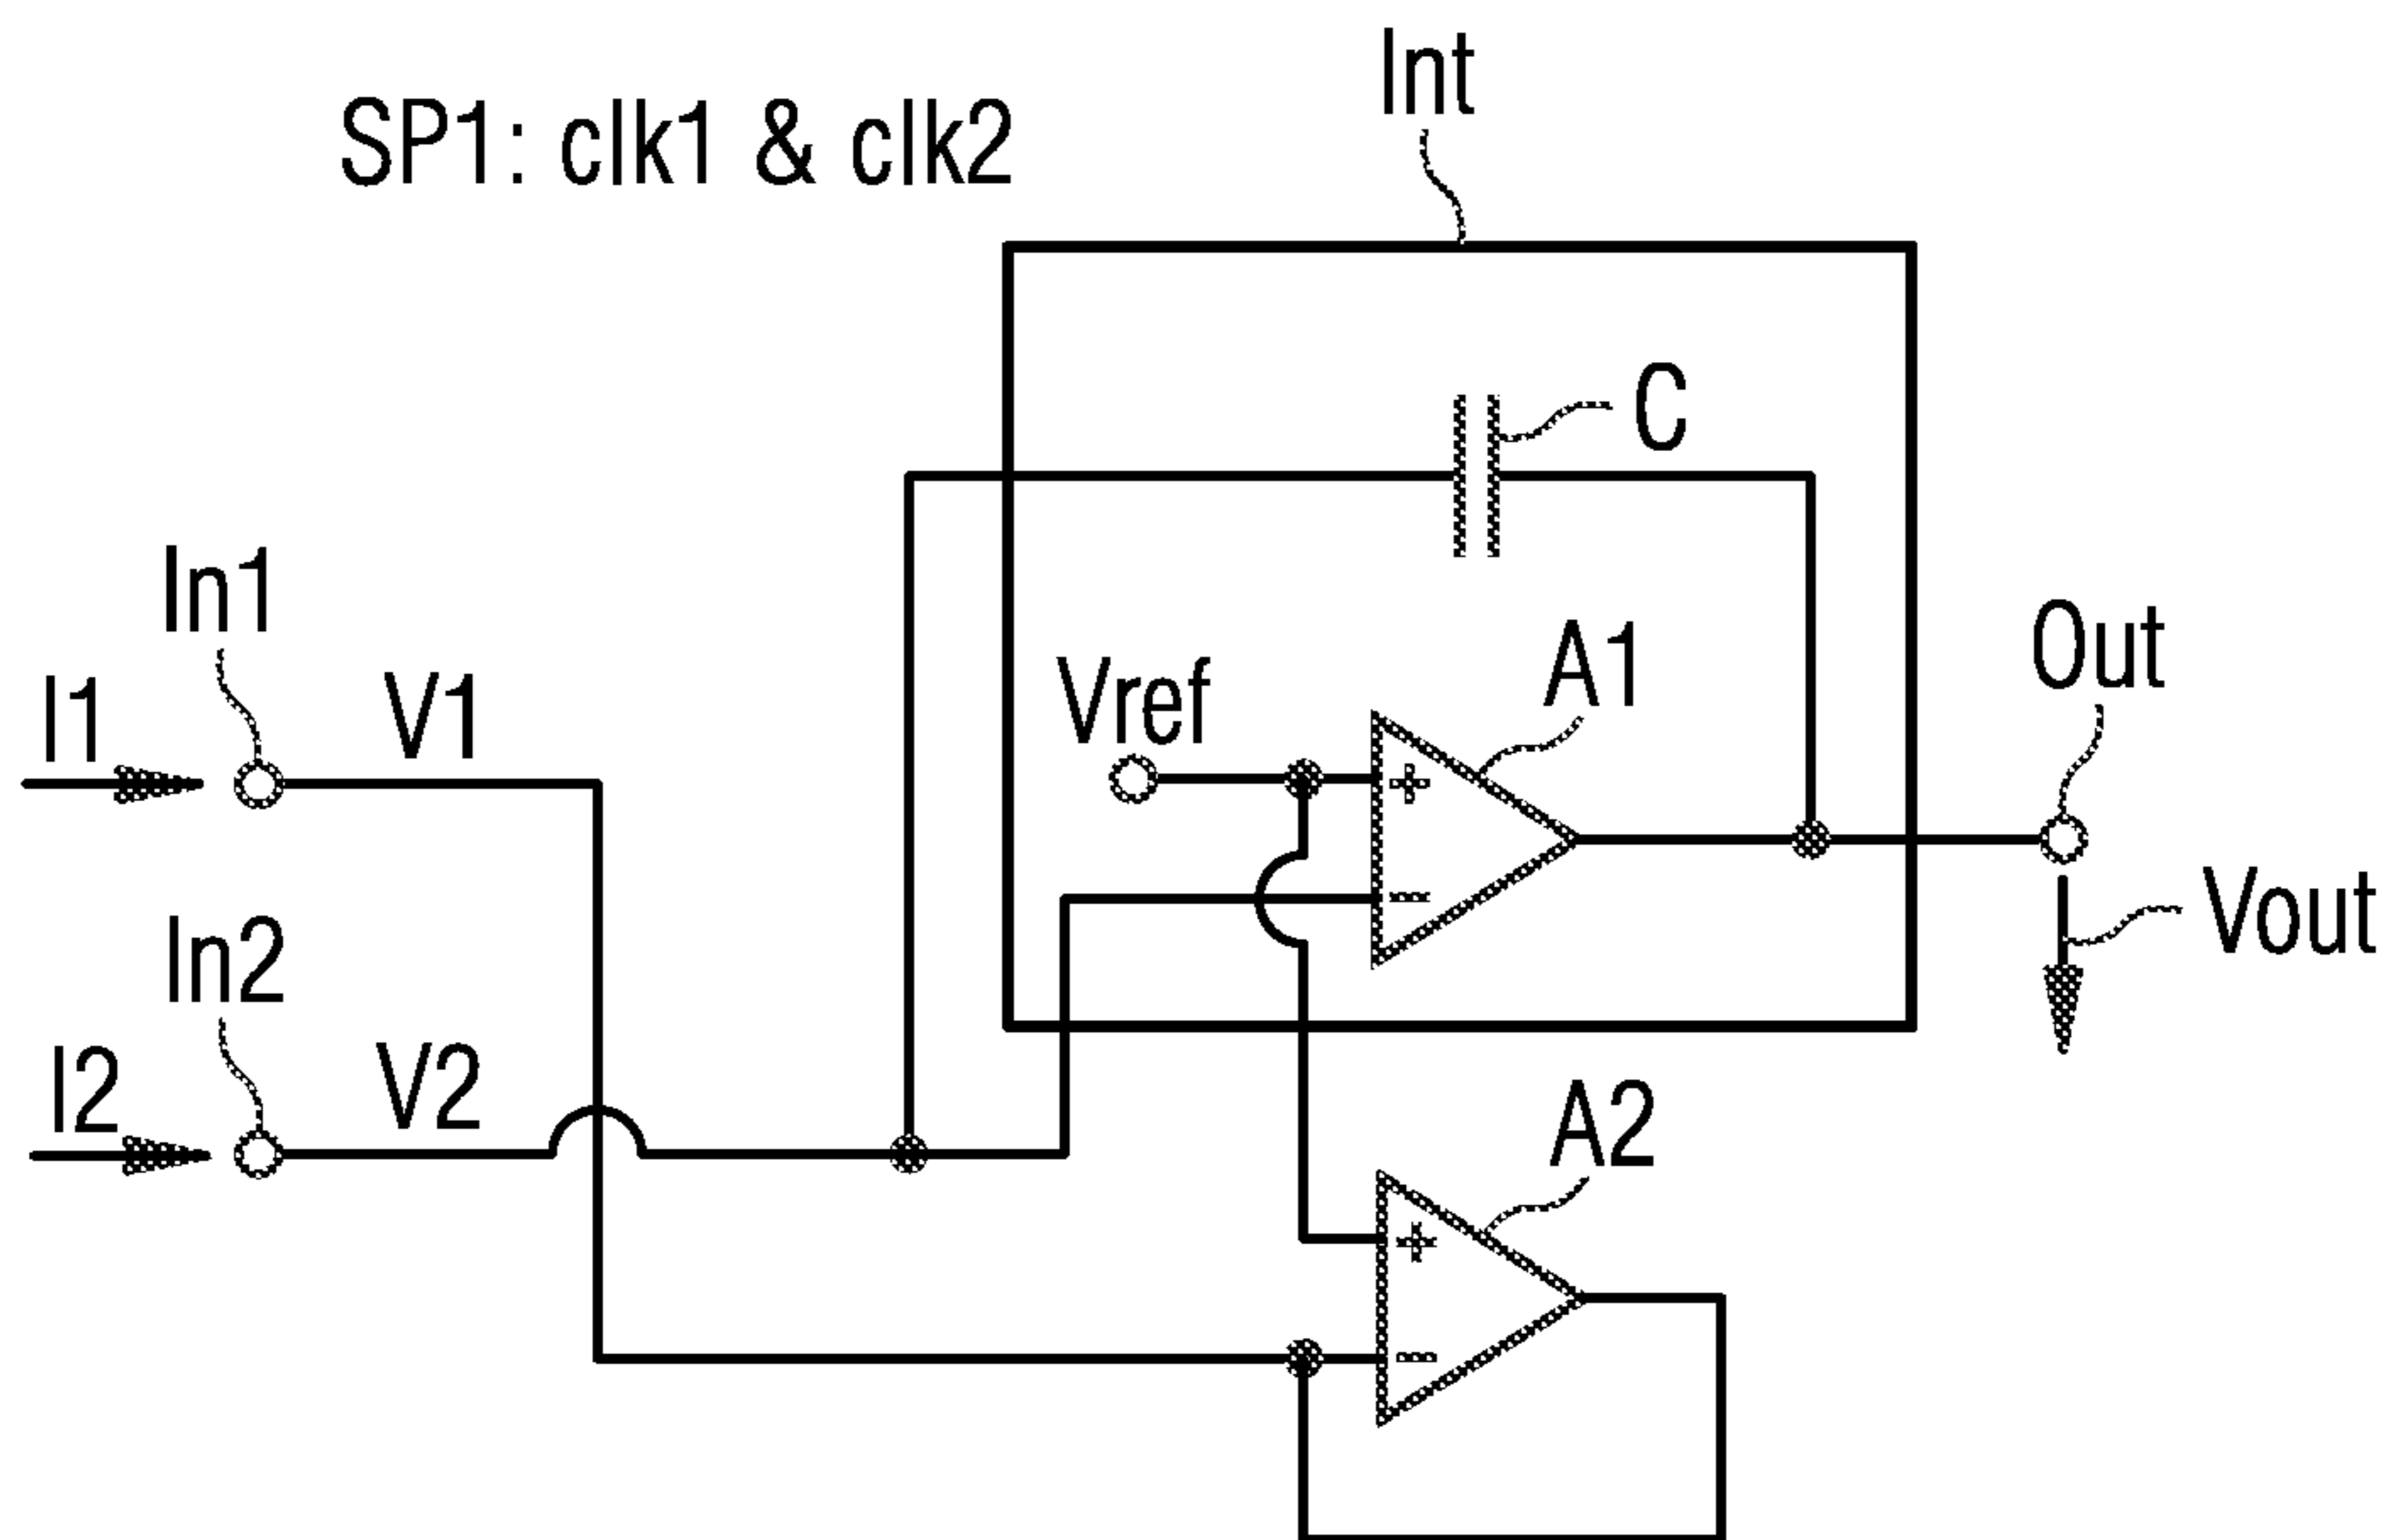 Int
SP1: clk1 & clk2
C
In1
Out
A1
Vref
V1
I1
+
Vout
−
In2
V2
I2
A2
+
−